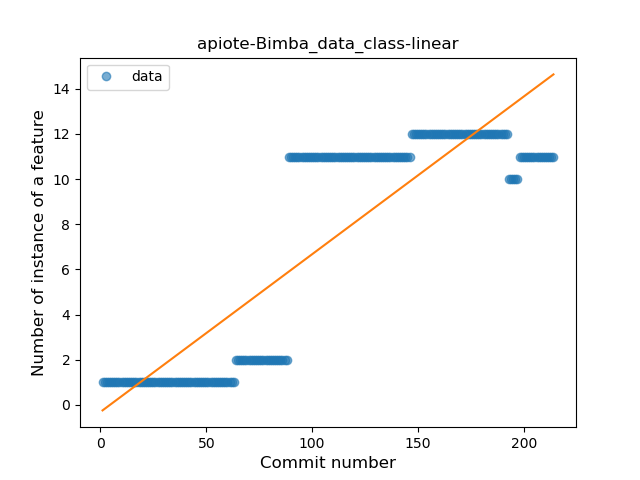 apiote-Bimba_data_class-linear
data
Number of instance of a feature
14
12
10
8
6
4
2
0
0 50 100 150 200
Commit number